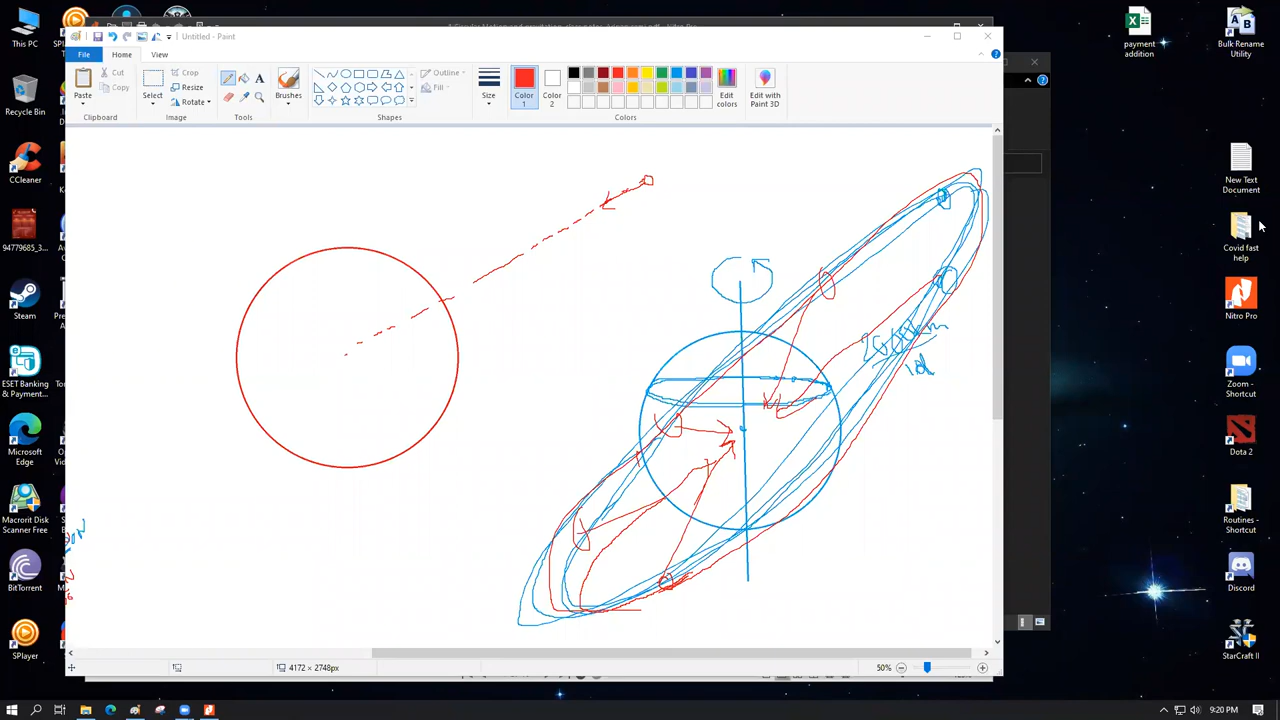 This PC
Recycle Bin
CCleaner
94779685_3...
Steam
ESET Banking
& Payment...
Microsoft
Edge
Macrorit Disk
Scanner Free
BitTorrent
SPlayer
Untitled - Paint
File
Home
View
Paste
Cut
Copy
Clipboard
Select
Crop
Resize
Rotate
Image
Tools
Brushes
Shapes
Outline
Fill
Size
Color
1
Color
2
Colors
Edit
colors
Edit with
Paint 3D
1d
4172 × 2748px
50%
payment
addition
Bulk Rename
Utility
New Text
Document
Covid fast
help
Nitro Pro
Zoom -
Shortcut
Dota 2
Routines -
Shortcut
Discord
StarCraft II
9:20 PM